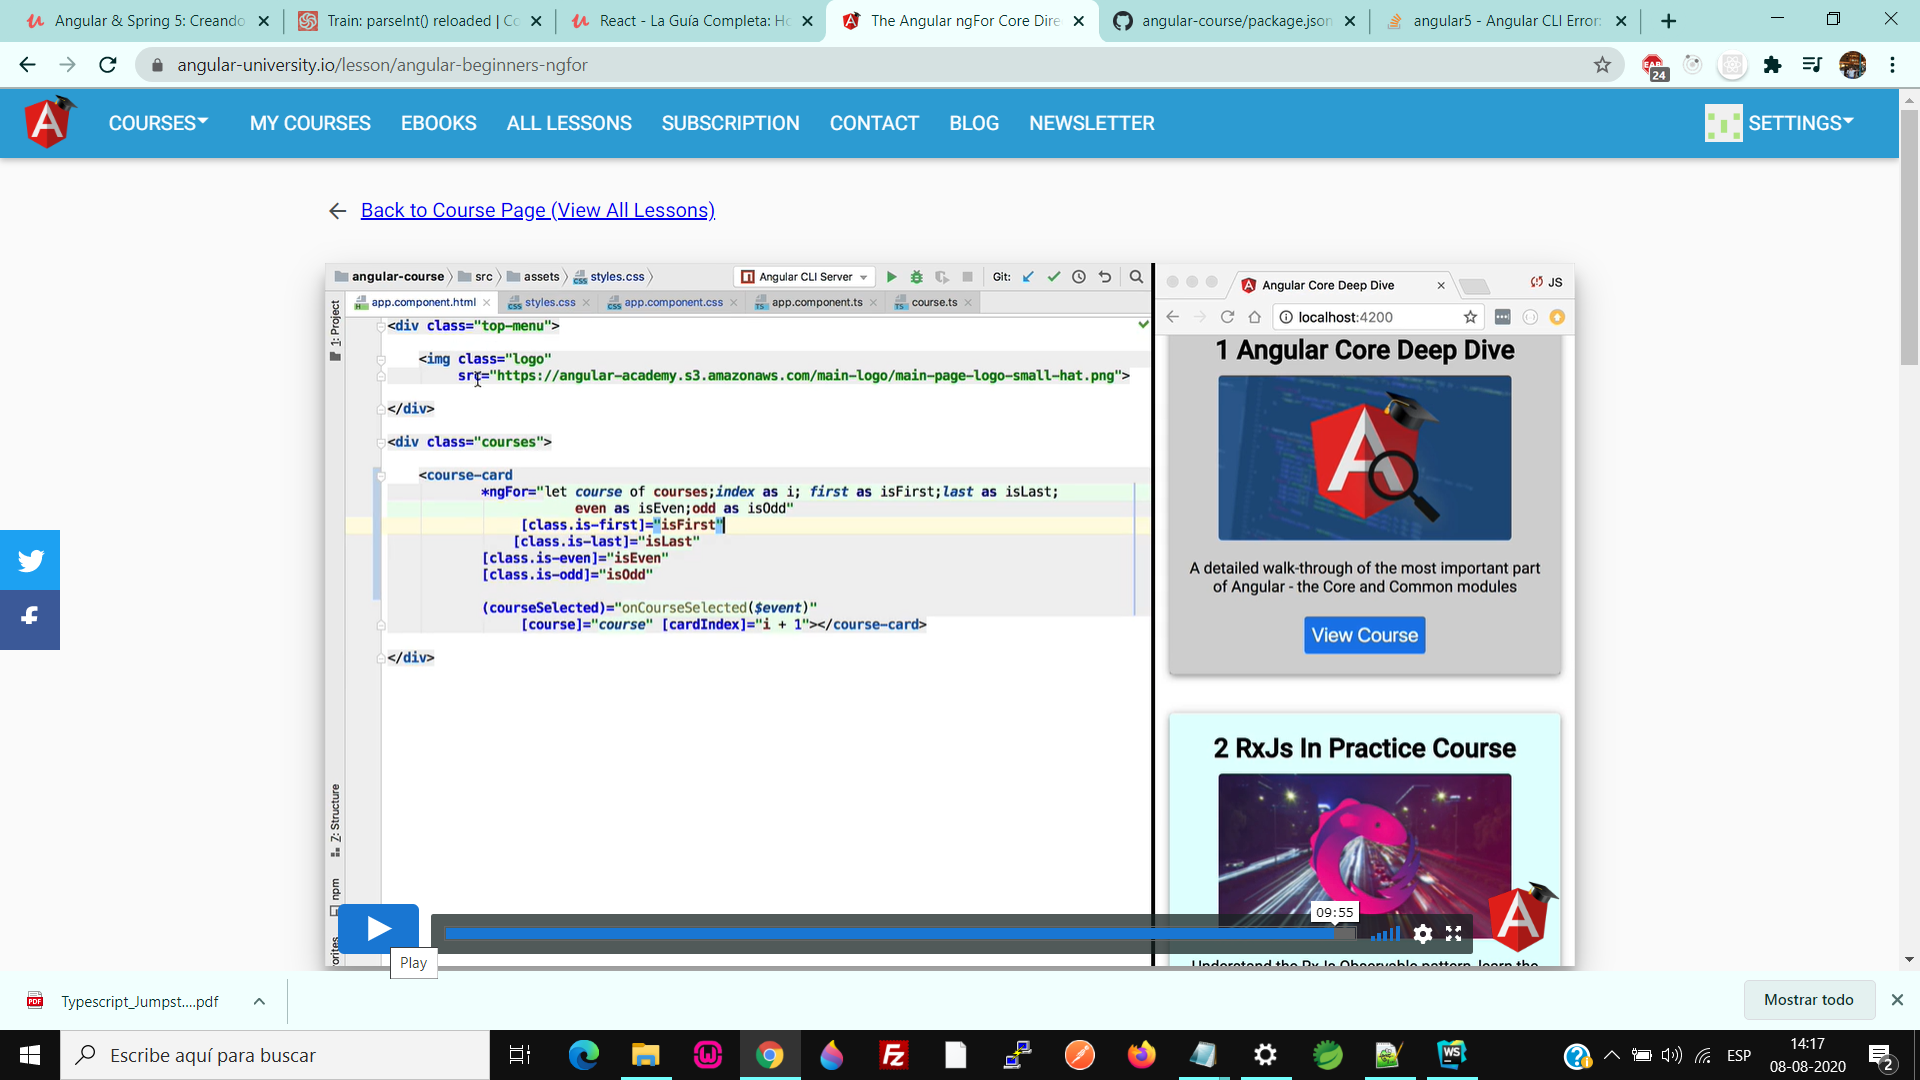 Angular & Spring 5: Creando
Train: parseInt() reloaded | Co
React - La Guía Completa: Ho
The Angular ngFor Core Dire
angular-course/package.json
angular5 - Angular CLI Error:
angular-university.io/lesson/angular-beginners-ngfor
24
COURSES
MY COURSES
EBOOKS
ALL LESSONS
SUBSCRIPTION
CONTACT
BLOG
NEWSLETTER
SETTINGS
Back to Course Page (View All Lessons)
angular-course
src
assets
styles.css
Angular CLI Server
Git:
app.component.html
styles.css
app.component.css
app.component.ts
course.ts
1: Project
<div class="top-menu">
<img class="logo"
src="https://angular-academy.s3.amazonaws.com/main-logo/main-page-logo-small-hat.png">
</div>
<div class="courses">
<course-card
*ngFor="let course of courses;index as i; first as isFirst;last as isLast;
even as isEven;odd as isOdd"
[class.is-first]="isFirst"
[class.is-last]="isLast"
[class.is-even]="isEven"
[class.is-odd]="isOdd"
(courseSelected)="onCourseSelected($event)"
[course]="course" [cardIndex]="i + 1"></course-card>
</div>
Z: Structure
npm
Angular Core Deep Dive
JS
localhost:4200
1 Angular Core Deep Dive
A detailed walk-through of the most important part
of Angular - the Core and Common modules
View Course
2 RxJs In Practice Course
09:55
Play
Understand the RxJs Observable pattern, learn the
Typescript_Jumpst....pdf
Mostrar todo
Escribe aquí para buscar
ESP
14:17
08-08-2020
2